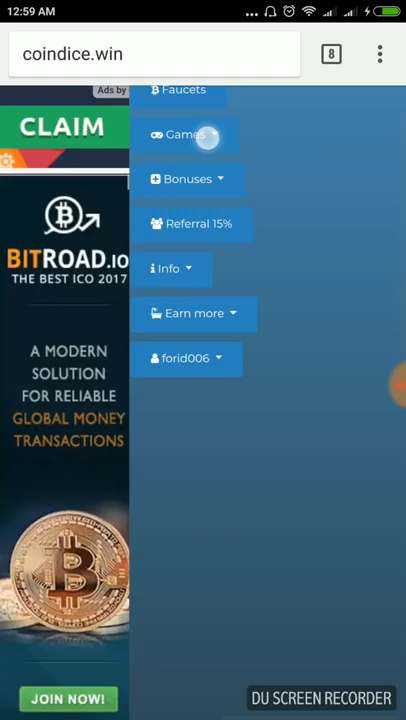 12:59 AM
coindice.win
8
Ads by
CLAIM
BITROAD.IO
THE BEST ICO 2017
A MODERN
SOLUTION
FOR RELIABLE
GLOBAL MONEY
TRANSACTIONS
JOIN NOW!
Faucets
Games
Bonuses
Referral 15%
Info
Earn more
forid006
DU SCREEN RECORDER